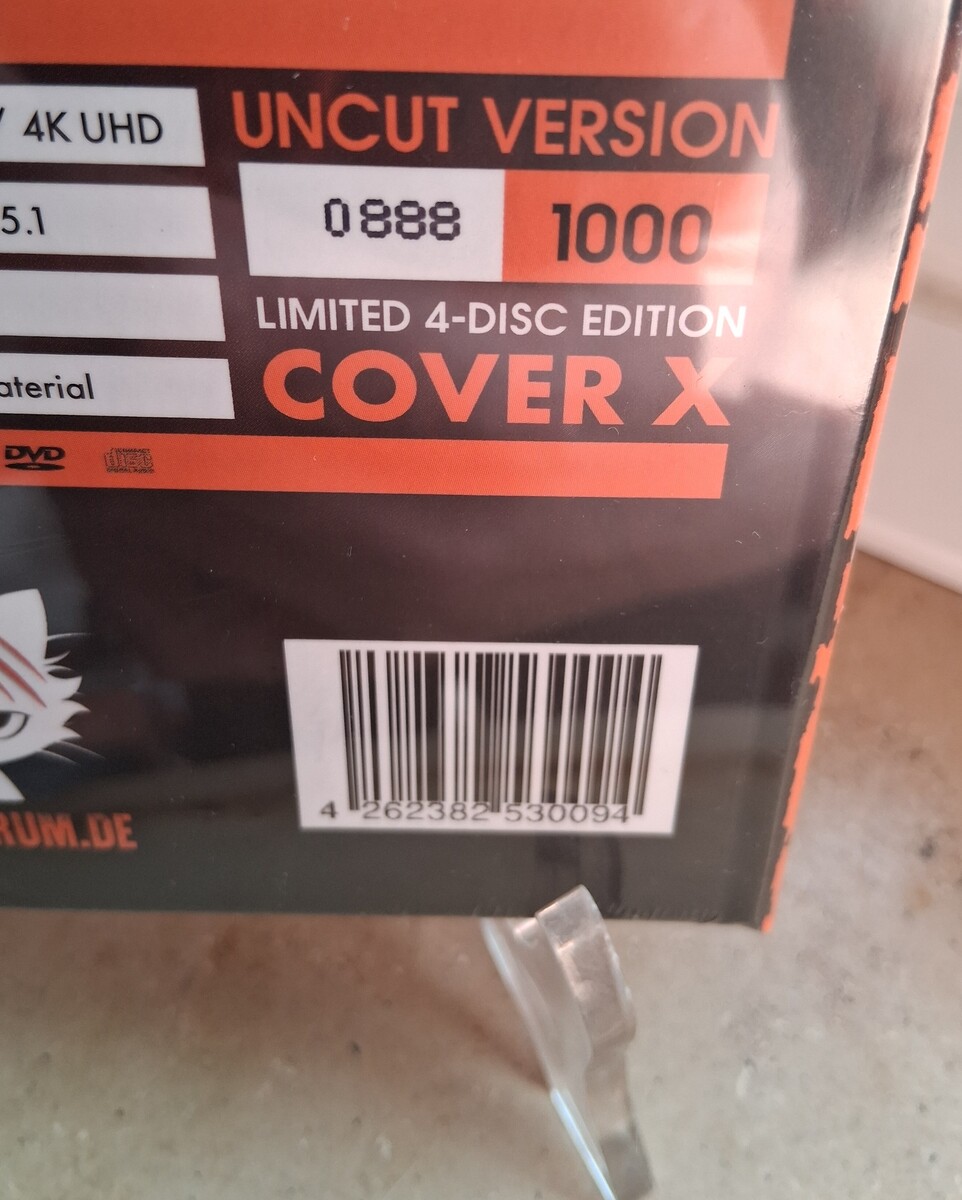 / 4K UHD
UNCUT VERSION
5.1
0888 1000
LIMITED 4-DISC EDITION
aterial
COVER X
DVD disc
RUM.DE
4 262382 530094